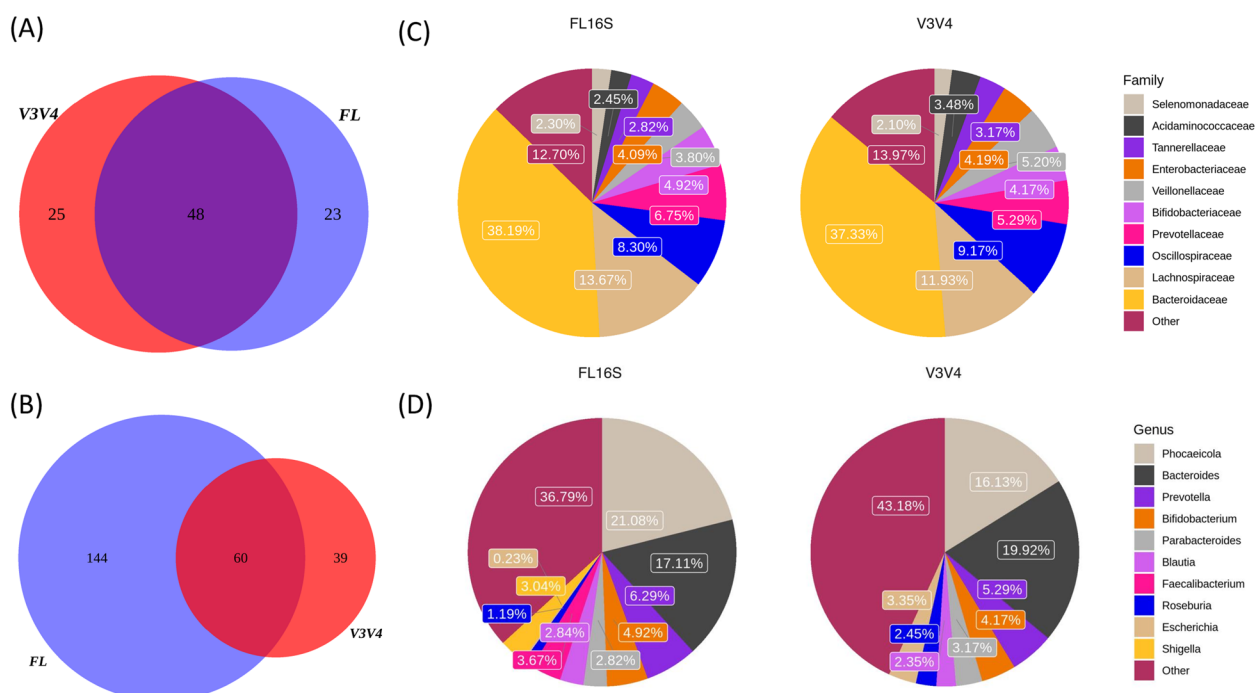 (A)
V3V4
FL
25
48
23
(B)
144
60
39
FL
V3V4
(C)
FL16S
2.45%
2.30%
2.82%
12.70%
4.09%
3.80%
4.92%
6.75%
38.19%
8.30%
13.67%
V3V4
3.48%
2.10%
3.17%
13.97%
4.19%
5.20%
4.17%
5.29%
37.33%
9.17%
11.93%
Family
Selenomonadaceae
Acidaminococcaceae
Tannerellaceae
Enterobacteriaceae
Veillonellaceae
Bifidobacteriaceae
Prevotellaceae
Oscillospiraceae
Lachnospiraceae
Bacteroidaceae
Other
(D)
FL16S
36.79%
21.08%
0.23%
17.11%
3.04%
6.29%
1.19%
2.84%
4.92%
3.67%
2.82%
V3V4
16.13%
43.18%
19.92%
5.29%
3.35%
4.17%
2.45%
3.17%
2.35%
Genus
Phocaeicola
Bacteroides
Prevotella
Bifidobacterium
Parabacteroides
Blautia
Faecalibacterium
Roseburia
Escherichia
Shigella
Other